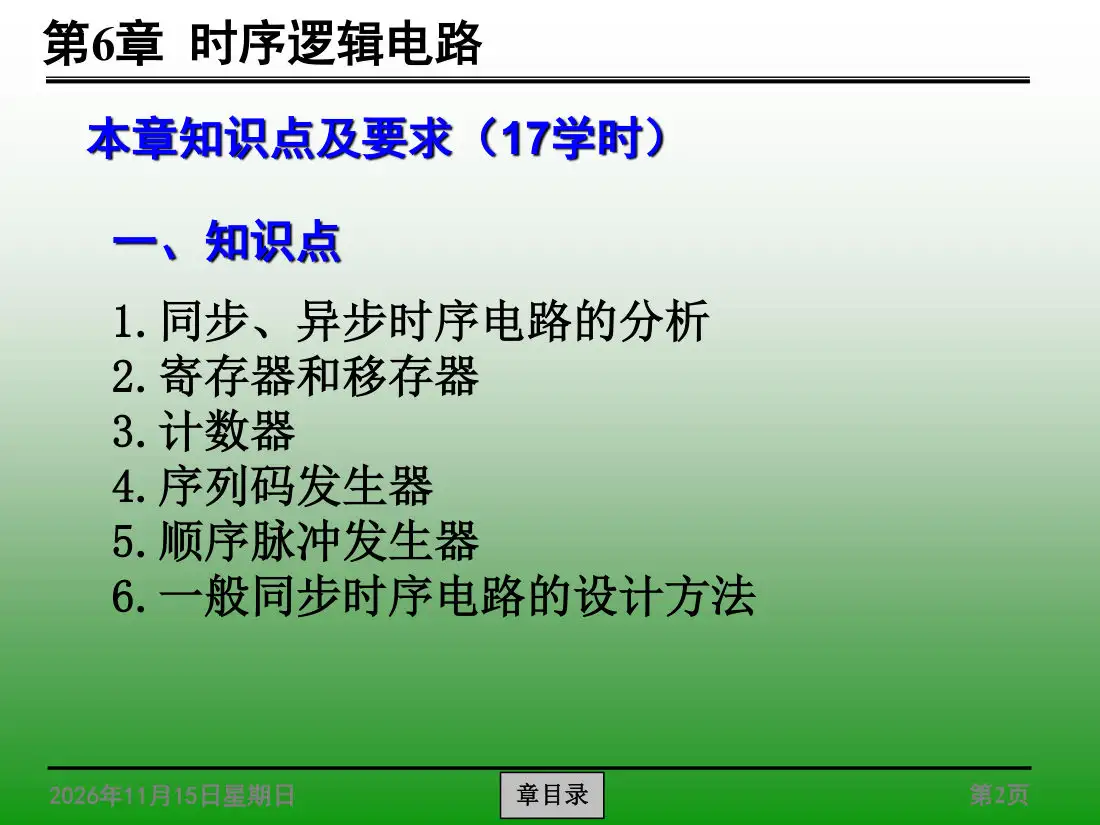 第6章 时序逻辑电路
本章知识点及要求（17学时）
一、知识点
1.同步、异步时序电路的分析
2.寄存器和移存器
3.计数器
4.序列码发生器
5.顺序脉冲发生器
6.一般同步时序电路的设计方法
2026年11月15日星期日
章目录
第2页